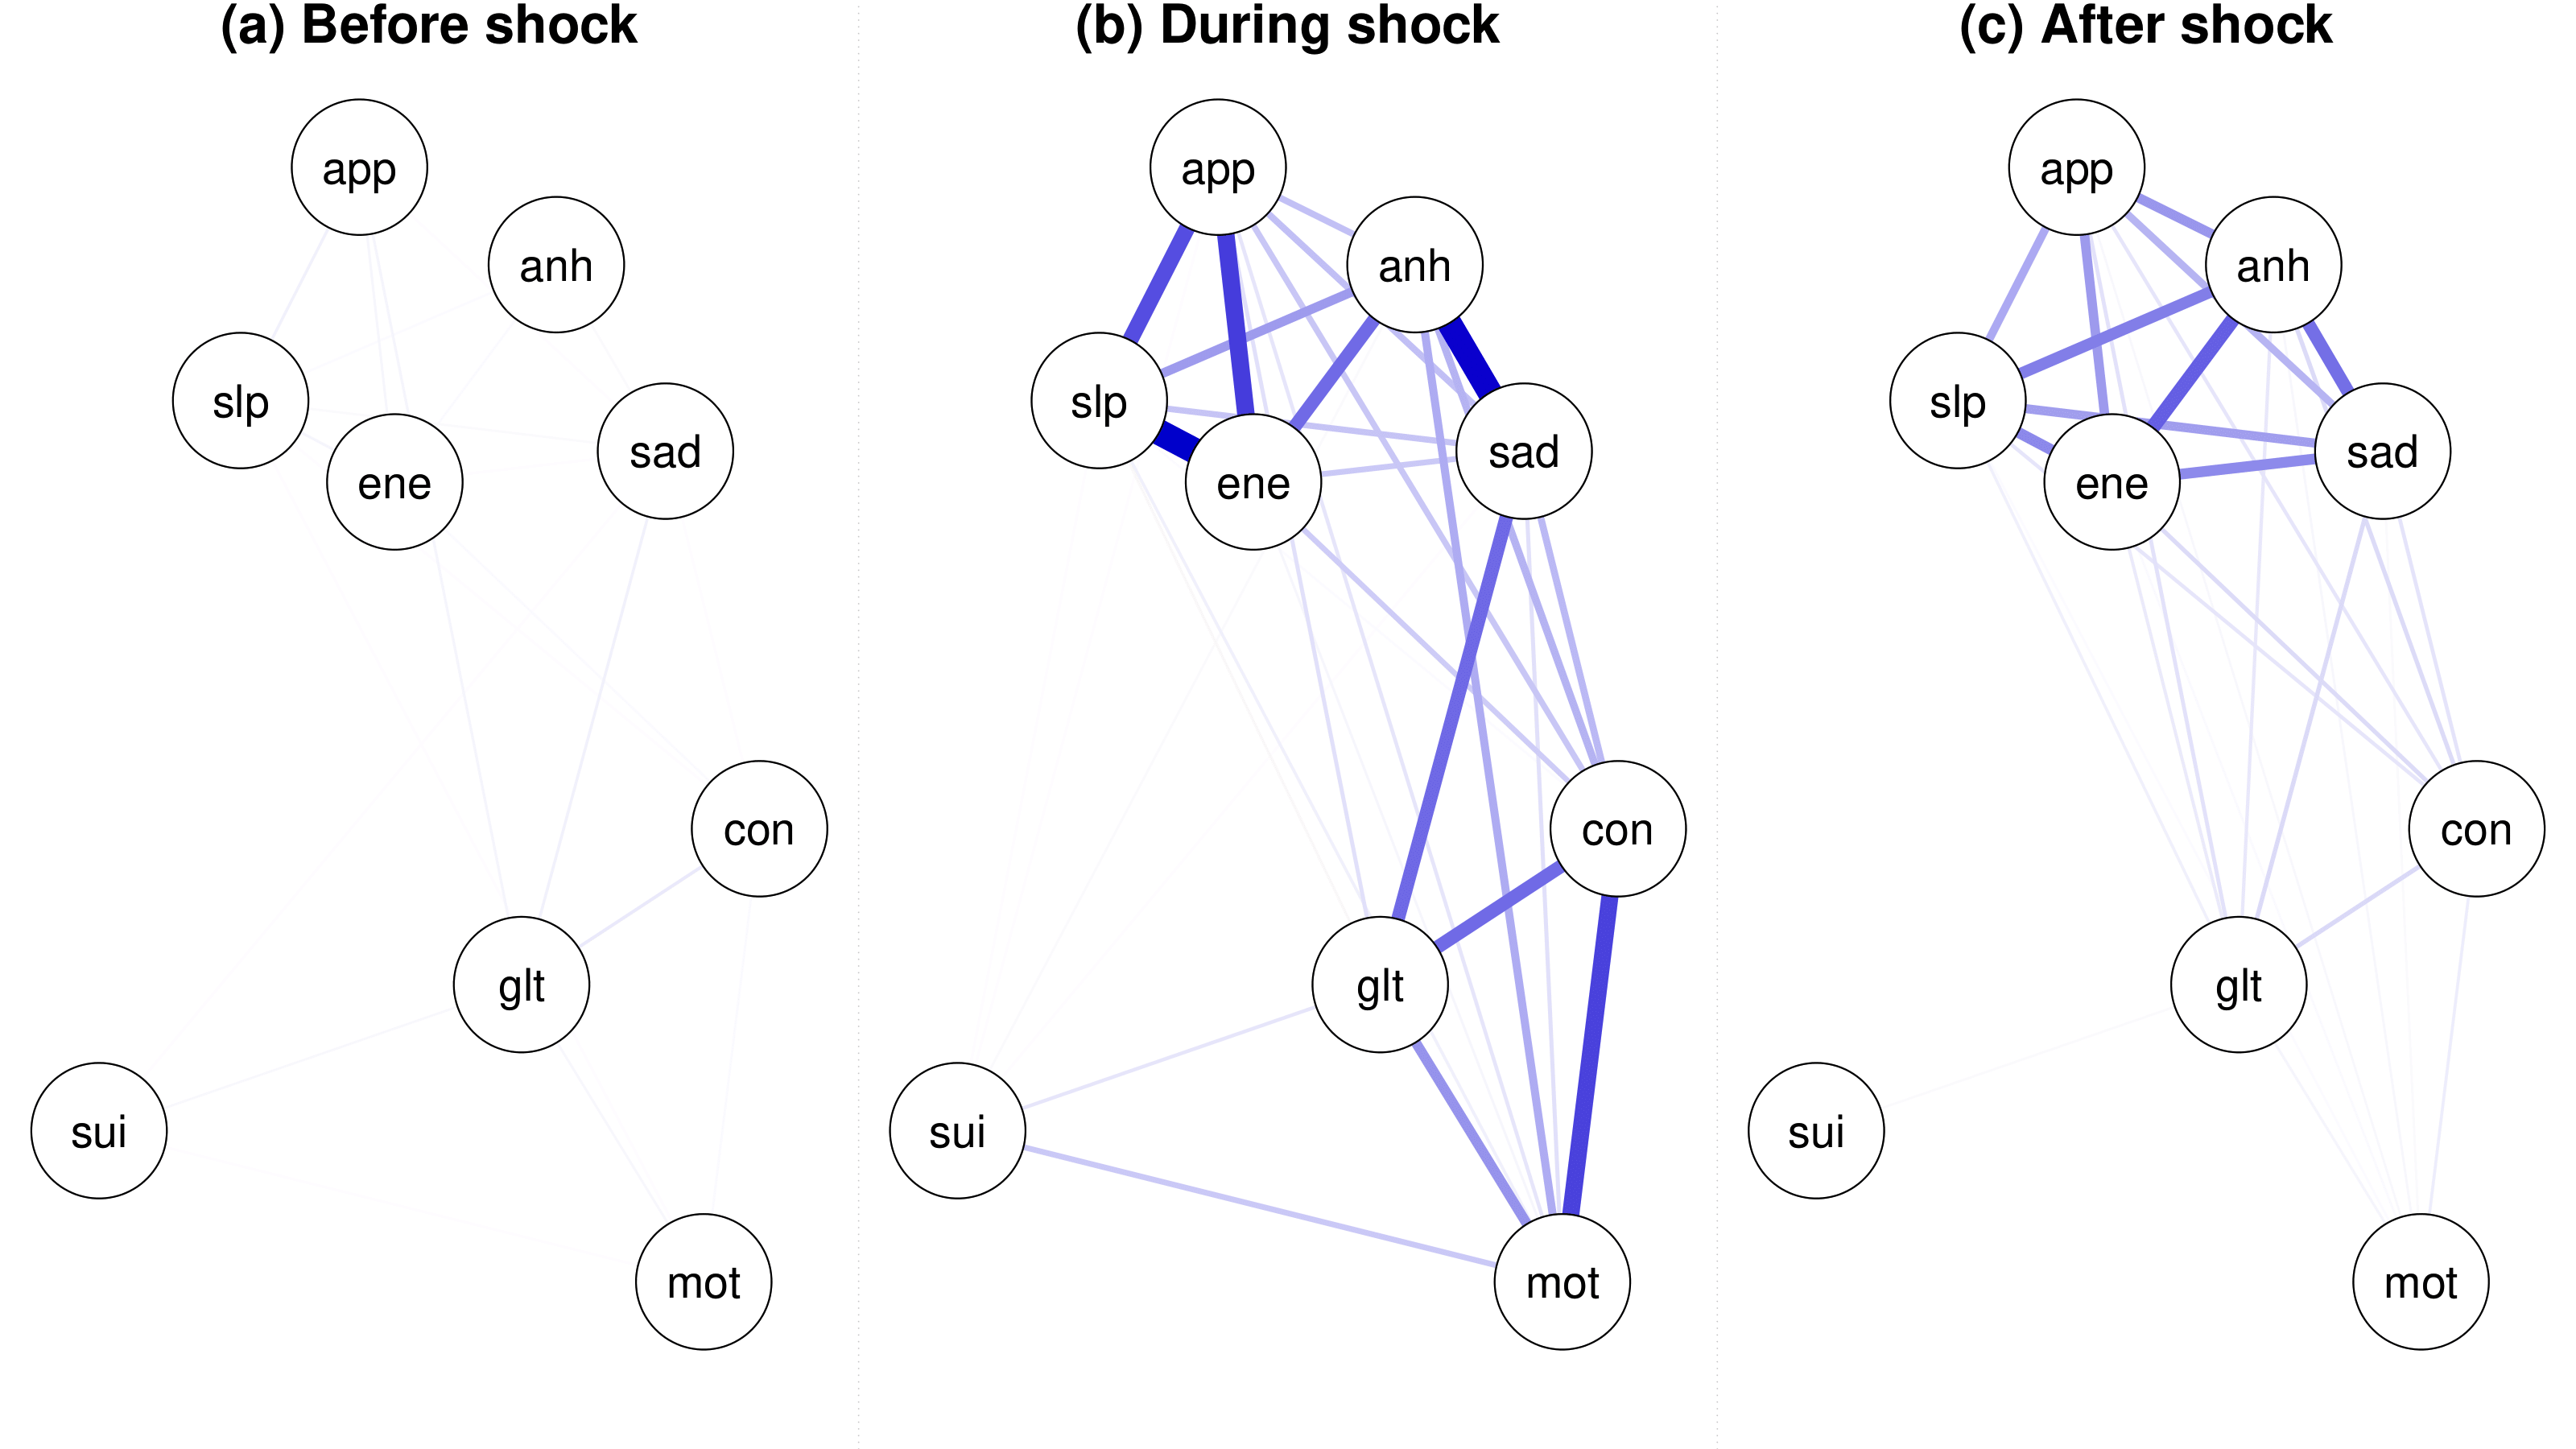 (a) Before shock
app
anh
slp
ene
sad
con
glt
sui
mot
(b) During shock
app
anh
slp
ene
sad
con
glt
sui
mot
(c) After shock
app
anh
slp
ene
sad
con
glt
sui
mot